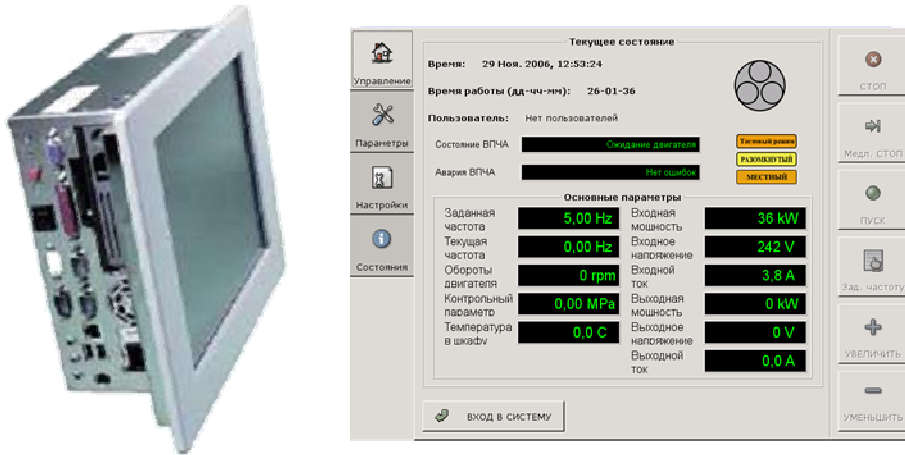 Управление
Параметры
Настройки
Состояния
Текущее состояние
Время: 29 Ноя. 2006, 12:53:24
Время работы (дд-чч-мм): 26-01-36
Пользователь: Нет пользователей
Состояние ВПЧА Ожидание двигателя
Авария ВПЧА Нет ошибок
Тестовый режим
РАЗОМКНУТЫЙ
МЕСТНЫЙ
Основные параметры
Заданная частота 5,00 Hz
Текущая частота 0,00 Hz
Обороты двигателя 0 rpm
Контрольный параметр 0,00 MPa
Температура в шкафу 0,0 C
Входная мощность 36 kW
Входное напряжение 242 V
Входной ток 3,8 A
Выходная мощность 0 kW
Выходное напряжение 0 V
Выходной ток 0,0 A
ВХОД В СИСТЕМУ
СТОП
Медл. СТОП
ПУСК
Зад. частоту
УВЕЛИЧИТЬ
УМЕНЬШИТЬ